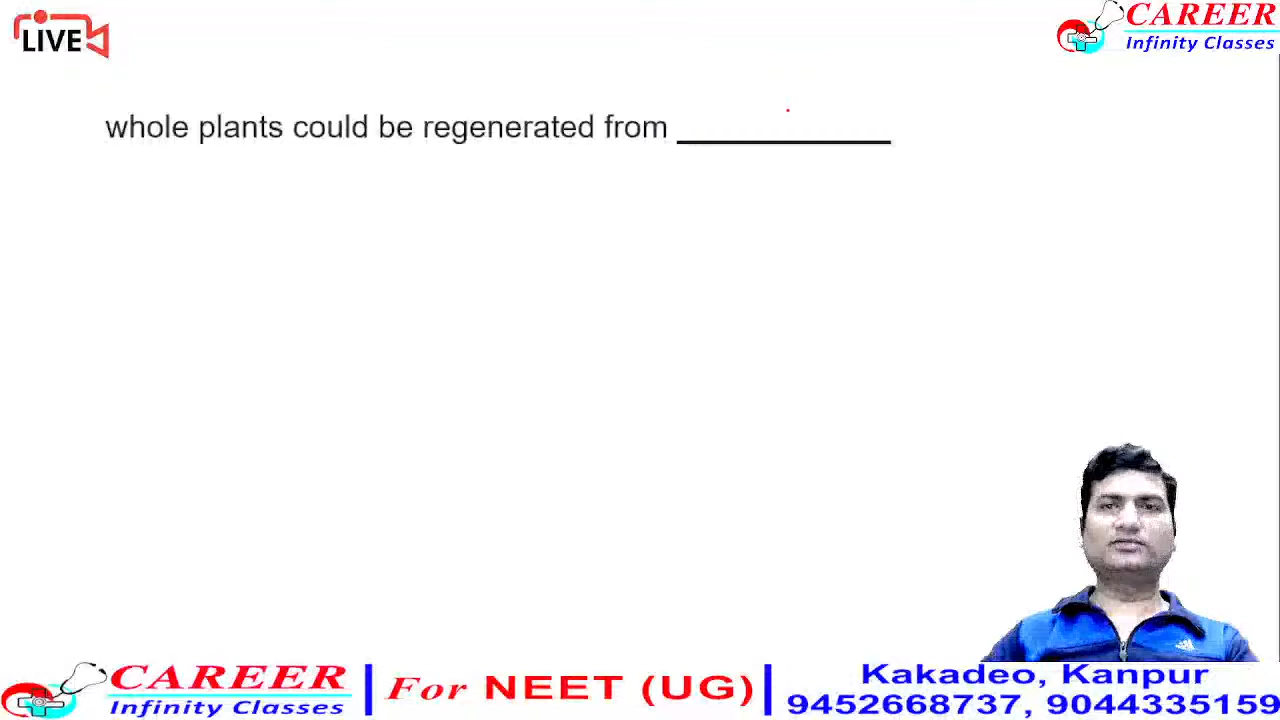 LIVE
CAREER
Infinity Classes
whole plants could be regenerated from ____________
CAREER
Infinity Classes
For NEET (UG)
Kakadeo, Kanpur
9452668737, 9044335159